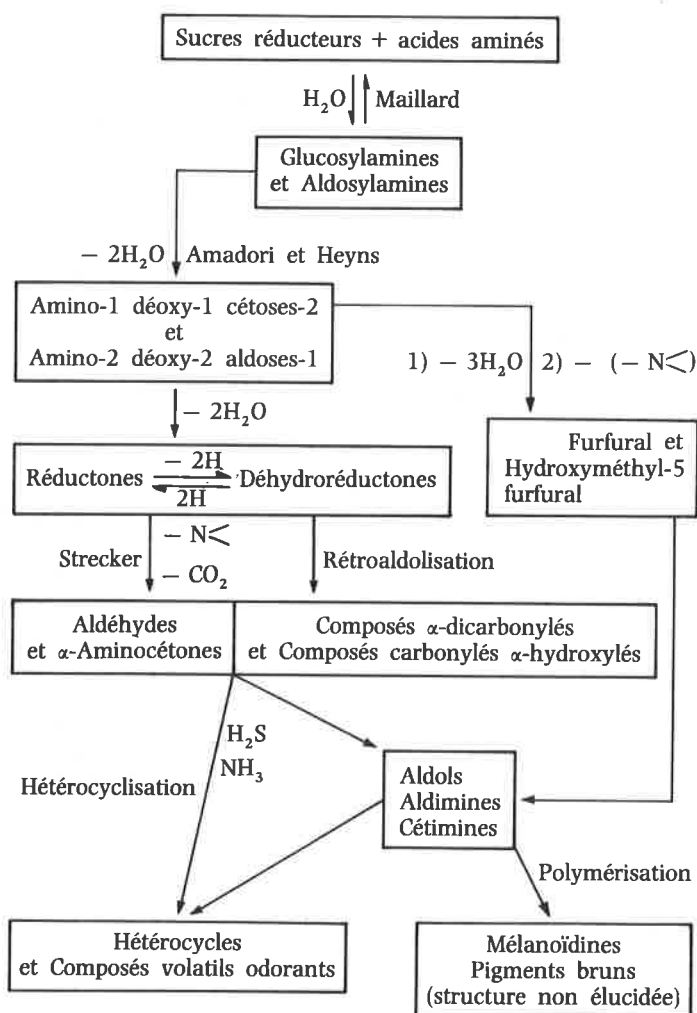 Sucres réducteurs + acides aminés
H₂O Maillard
Glucosylamines
et Aldosylamines
− 2H₂O Amadori et Heyns
Amino-1 déoxy-1 cétoses-2
et
Amino-2 déoxy-2 aldoses-1
1) − 3H₂O 2) − (− N<)
− 2H₂O
Furfural et
Hydroxyméthyl-5
furfural
− 2H
Réductones Déhydroréductones
2H
− N<
Strecker Rétroaldolisation
− CO₂
Aldéhydes
et α-Aminocétones
Composés α-dicarbonylés
et Composés carbonylés α-hydroxylés
H₂S
NH₃
Hétérocyclisation
Aldols
Aldimines
Cétimines
Polymérisation
Hétérocycles
et Composés volatils odorants
Mélanoïdines
Pigments bruns
(structure non élucidée)